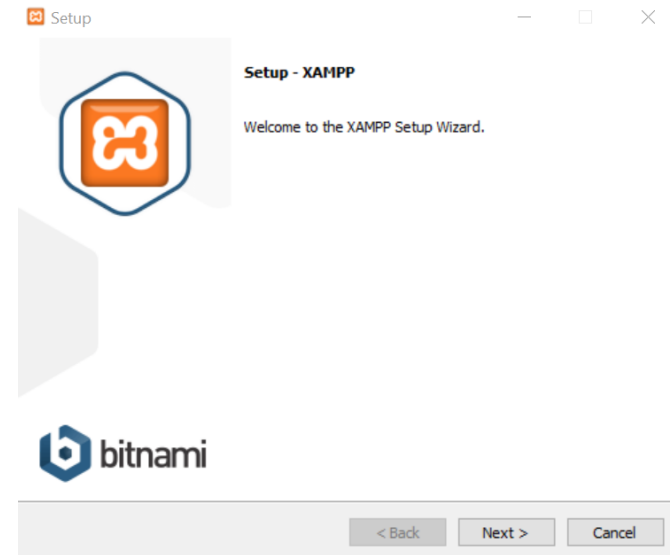 Setup
Setup - XAMPP
Welcome to the XAMPP Setup Wizard.
bitnami
< Back
Next >
Cancel